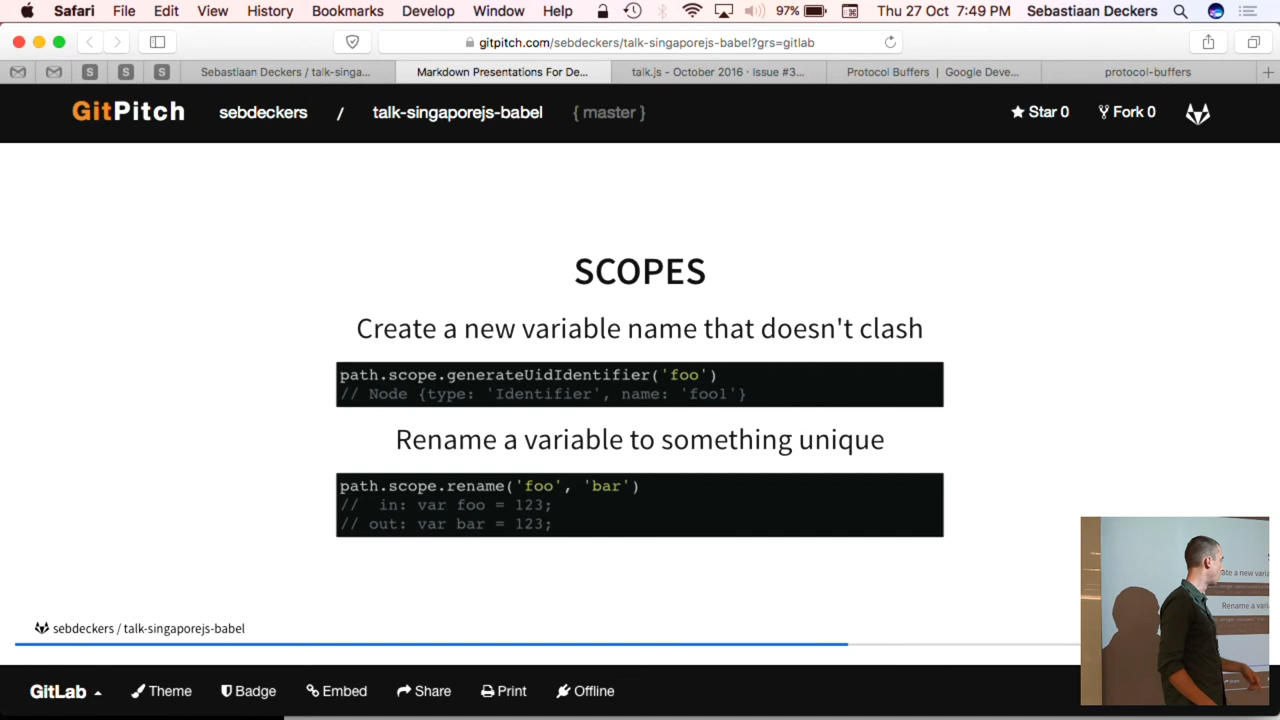 Safari File Edit View History Bookmarks Develop Window Help 97% Thu 27 Oct 7:49 PM Sebastiaan Deckers
gitpitch.com/sebdeckers/talk-singaporejs-babel?grs=gitlab
S S S Sebastiaan Deckers / talk-singa... Markdown Presentations For De... talk.js - October 2016 · Issue #3... Protocol Buffers | Google Deve... protocol-buffers
GitPitch sebdeckers / talk-singaporejs-babel { master } Star 0 Fork 0
SCOPES
Create a new variable name that doesn't clash
path.scope.generateUidIdentifier('foo')
// Node {type: 'Identifier', name: 'foo1'}
Rename a variable to something unique
path.scope.rename('foo', 'bar')
//  in: var foo = 123;
// out: var bar = 123;
ate a new varia
Rename a vari
sebdeckers / talk-singaporejs-babel
GitLab Theme Badge Embed Share Print Offline